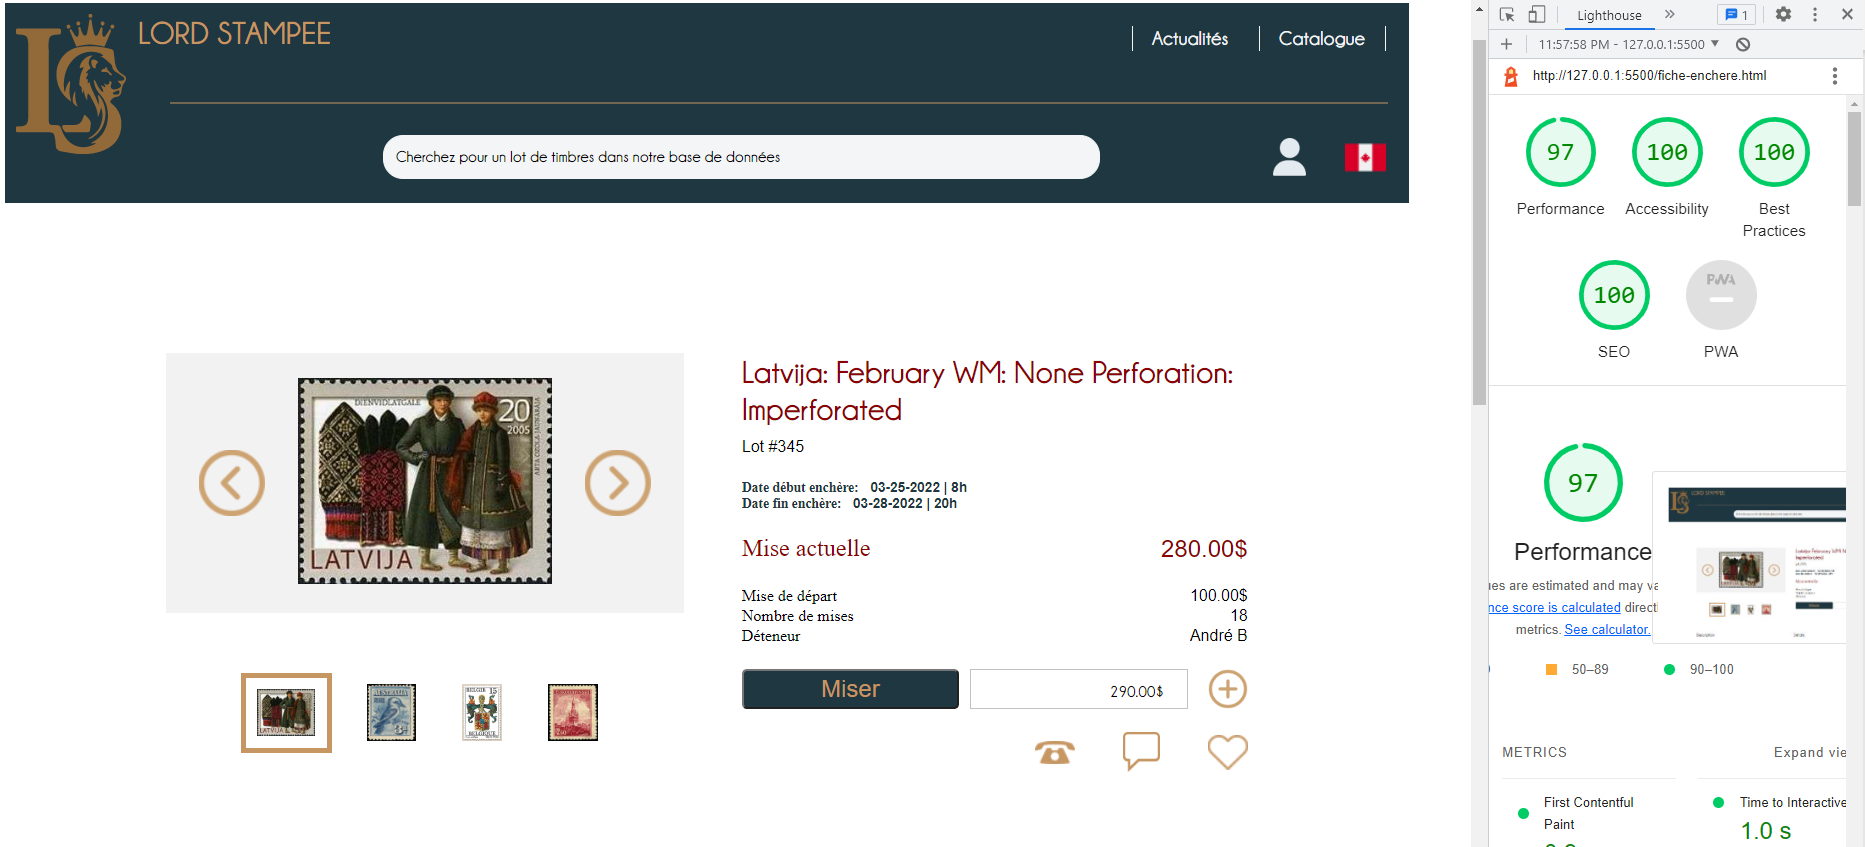 LORD STAMPEE
Actualités
Catalogue
Cherchez pour un lot de timbres dans notre base de données
DIENVIDLATGALE
20
2005
LATVIJA
Latvija: February WM: None Perforation:
Imperforated
Lot #345
Date début enchère: 03-25-2022 | 8h
Date fin enchère: 03-28-2022 | 20h
Mise actuelle 280.00$
Mise de départ 100.00$
Nombre de mises 18
Déteneur André B
Miser 290.00$
Lighthouse
1
11:57:58 PM - 127.0.0.1:5500
http://127.0.0.1:5500/fiche-enchere.html
97
Performance
100
Accessibility
100
Best
Practices
100
SEO
PWA
PWA
97
Performance
ues are estimated and may va
nce score is calculated direct
metrics. See calculator.
50–89
90–100
METRICS
Expand vie
First Contentful
Paint
Time to Interactive
1.0 s